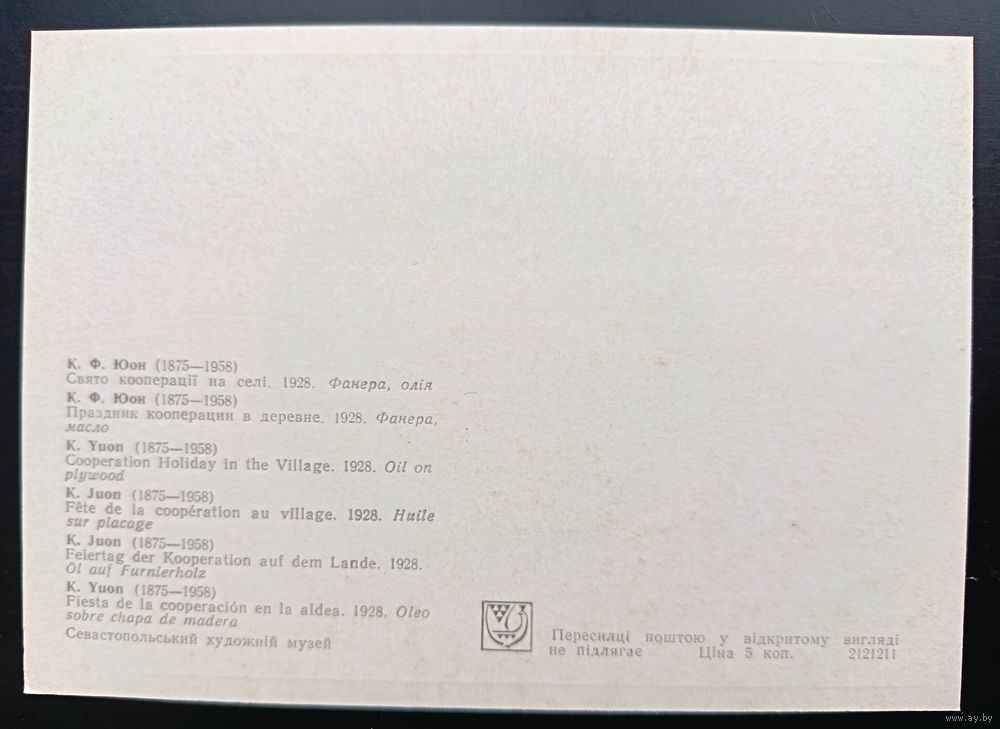 К. Ф. Юон (1875—1958)
Свято кооперації на селі. 1928. Фанера, олія
К. Ф. Юон (1875—1958)
Праздник кооперации в деревне. 1928. Фанера,
масло
K. Yuon (1875—1958)
Cooperation Holiday in the Village. 1928. Oil on
plywood
K. Juon (1875—1958)
Fête de la coopération au village. 1928. Huile
sur placage
K. Juon (1875—1958)
Feiertag der Kooperation auf dem Lande. 1928.
Öl auf Furnierholz
K. Yuon (1875—1958)
Fiesta de la cooperación en la aldea. 1928. Oleo
sobre chapa de madera
Севастопольський художній музей
Пересилці поштою у відкритому вигляді
не підлягає Ціна 5 коп. 2121211
www.ay.by